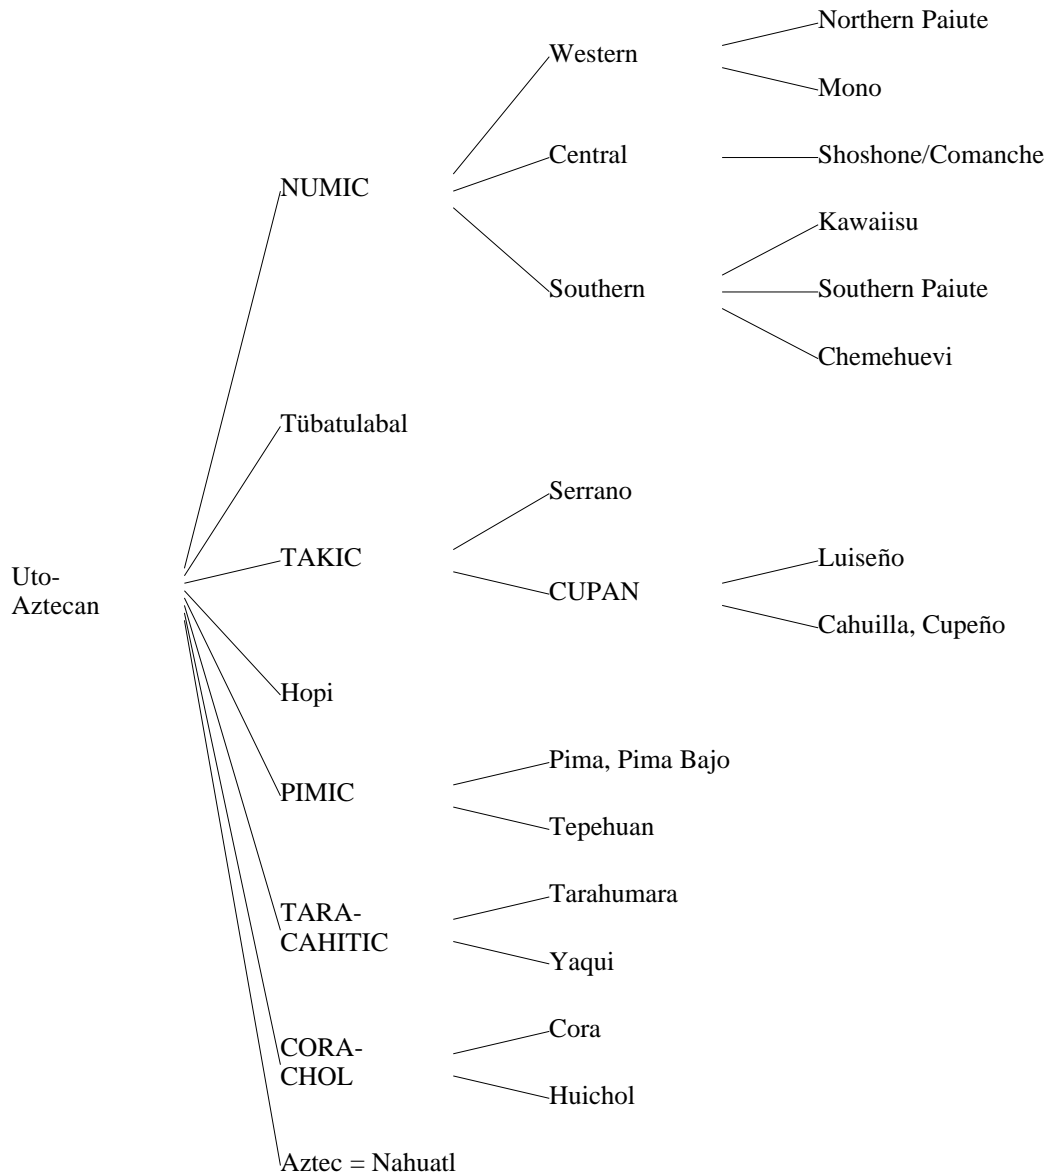 Northern Paiute
Western
Mono
Central
Shoshone/Comanche
NUMIC
Kawaiisu
Southern
Southern Paiute
Chemehuevi
Tübatulabal
Serrano
TAKIC
Luiseño
Uto-
Aztecan
CUPAN
Cahuilla, Cupeño
Hopi
Pima, Pima Bajo
PIMIC
Tepehuan
Tarahumara
TARA-
CAHITIC
Yaqui
Cora
CORA-
CHOL
Huichol
Aztec = Nahuatl